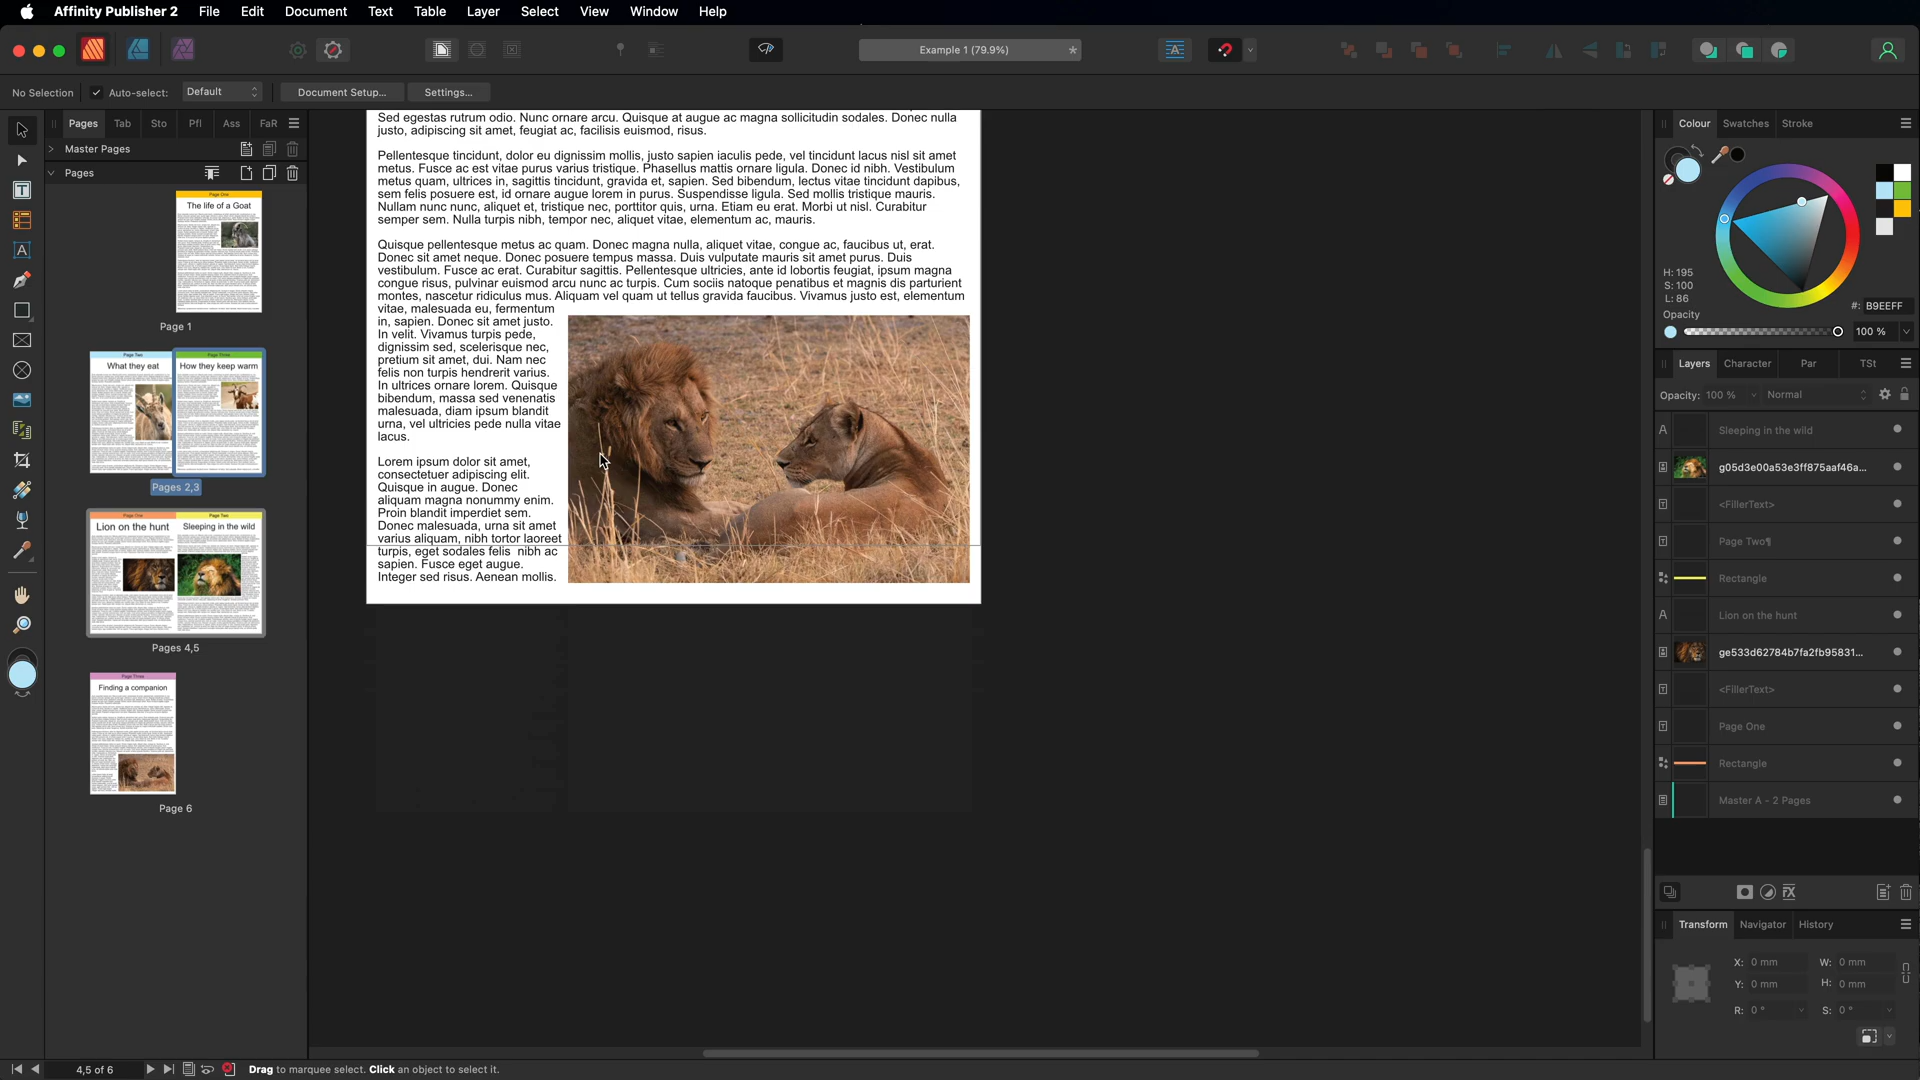 Affinity Publisher 2 File Edit Document Text Table Layer Select View Window Help
Example 1 (79.9%) *
No Selection Auto-select: Default Document Setup... Settings...
Pages Tab Sto Pfl Ass FaR
Master Pages
Pages
Page One
The life of a Goat
Page 1
Page Two Page Three
What they eat How they keep warm
Pages 2,3
Page One Page Two
Lion on the hunt Sleeping in the wild
Pages 4,5
Page Three
Finding a companion
Page 6
Sed egestas rutrum odio. Nunc ornare arcu. Quisque at augue ac magna sollicitudin sodales. Donec nulla
justo, adipiscing sit amet, feugiat ac, facilisis euismod, risus.
Pellentesque tincidunt, dolor eu dignissim mollis, justo sapien iaculis pede, vel tincidunt lacus nisl sit amet
metus. Fusce ac est vitae purus varius tristique. Phasellus mattis ornare ligula. Donec id nibh. Vestibulum
metus quam, ultrices in, sagittis tincidunt, gravida et, sapien. Sed bibendum, lectus vitae tincidunt dapibus,
sem felis posuere est, id ornare augue lorem in purus. Suspendisse ligula. Sed mollis tristique mauris.
Nullam nunc nunc, aliquet et, tristique nec, porttitor quis, urna. Etiam eu erat. Morbi ut nisl. Curabitur
semper sem. Nulla turpis nibh, tempor nec, aliquet vitae, elementum ac, mauris.
Quisque pellentesque metus ac quam. Donec magna nulla, aliquet vitae, congue ac, faucibus ut, erat.
Donec sit amet neque. Donec posuere tempus massa. Duis vulputate mauris sit amet purus. Duis
vestibulum. Fusce ac erat. Curabitur sagittis. Pellentesque ultricies, ante id lobortis feugiat, ipsum magna
congue risus, pulvinar euismod arcu nunc ac turpis. Cum sociis natoque penatibus et magnis dis parturient
montes, nascetur ridiculus mus. Aliquam vel quam ut tellus gravida faucibus. Vivamus justo est, elementum
vitae, malesuada eu, fermentum
in, sapien. Donec sit amet justo.
In velit. Vivamus turpis pede,
dignissim sed, scelerisque nec,
pretium sit amet, dui. Nam nec
felis non turpis hendrerit varius.
In ultrices ornare lorem. Quisque
bibendum, massa sed venenatis
malesuada, diam ipsum blandit
urna, vel ultricies pede nulla vitae
lacus.
Lorem ipsum dolor sit amet,
consectetuer adipiscing elit.
Quisque in augue. Donec
aliquam magna nonummy enim.
Proin blandit imperdiet sem.
Donec malesuada, urna sit amet
varius aliquam, nibh tortor laoreet
turpis, eget sodales felis nibh ac
sapien. Fusce eget augue.
Integer sed risus. Aenean mollis.
Colour Swatches Stroke
H: 195
S: 100
L: 86
#: B9EEFF
Opacity
100 %
Layers Character Par TSt
Opacity: 100 % Normal
A Sleeping in the wild
g05d3e00a53e3ff875aaf46a...
<FillerText>
Page Two¶
Rectangle
A Lion on the hunt
ge533d62784b7fa2fb95831...
<FillerText>
Page One
Rectangle
Master A - 2 Pages
Transform Navigator History
X: 0 mm W: 0 mm
Y: 0 mm H: 0 mm
R: 0 ° S: 0 °
4,5 of 6 Drag to marquee select. Click an object to select it.